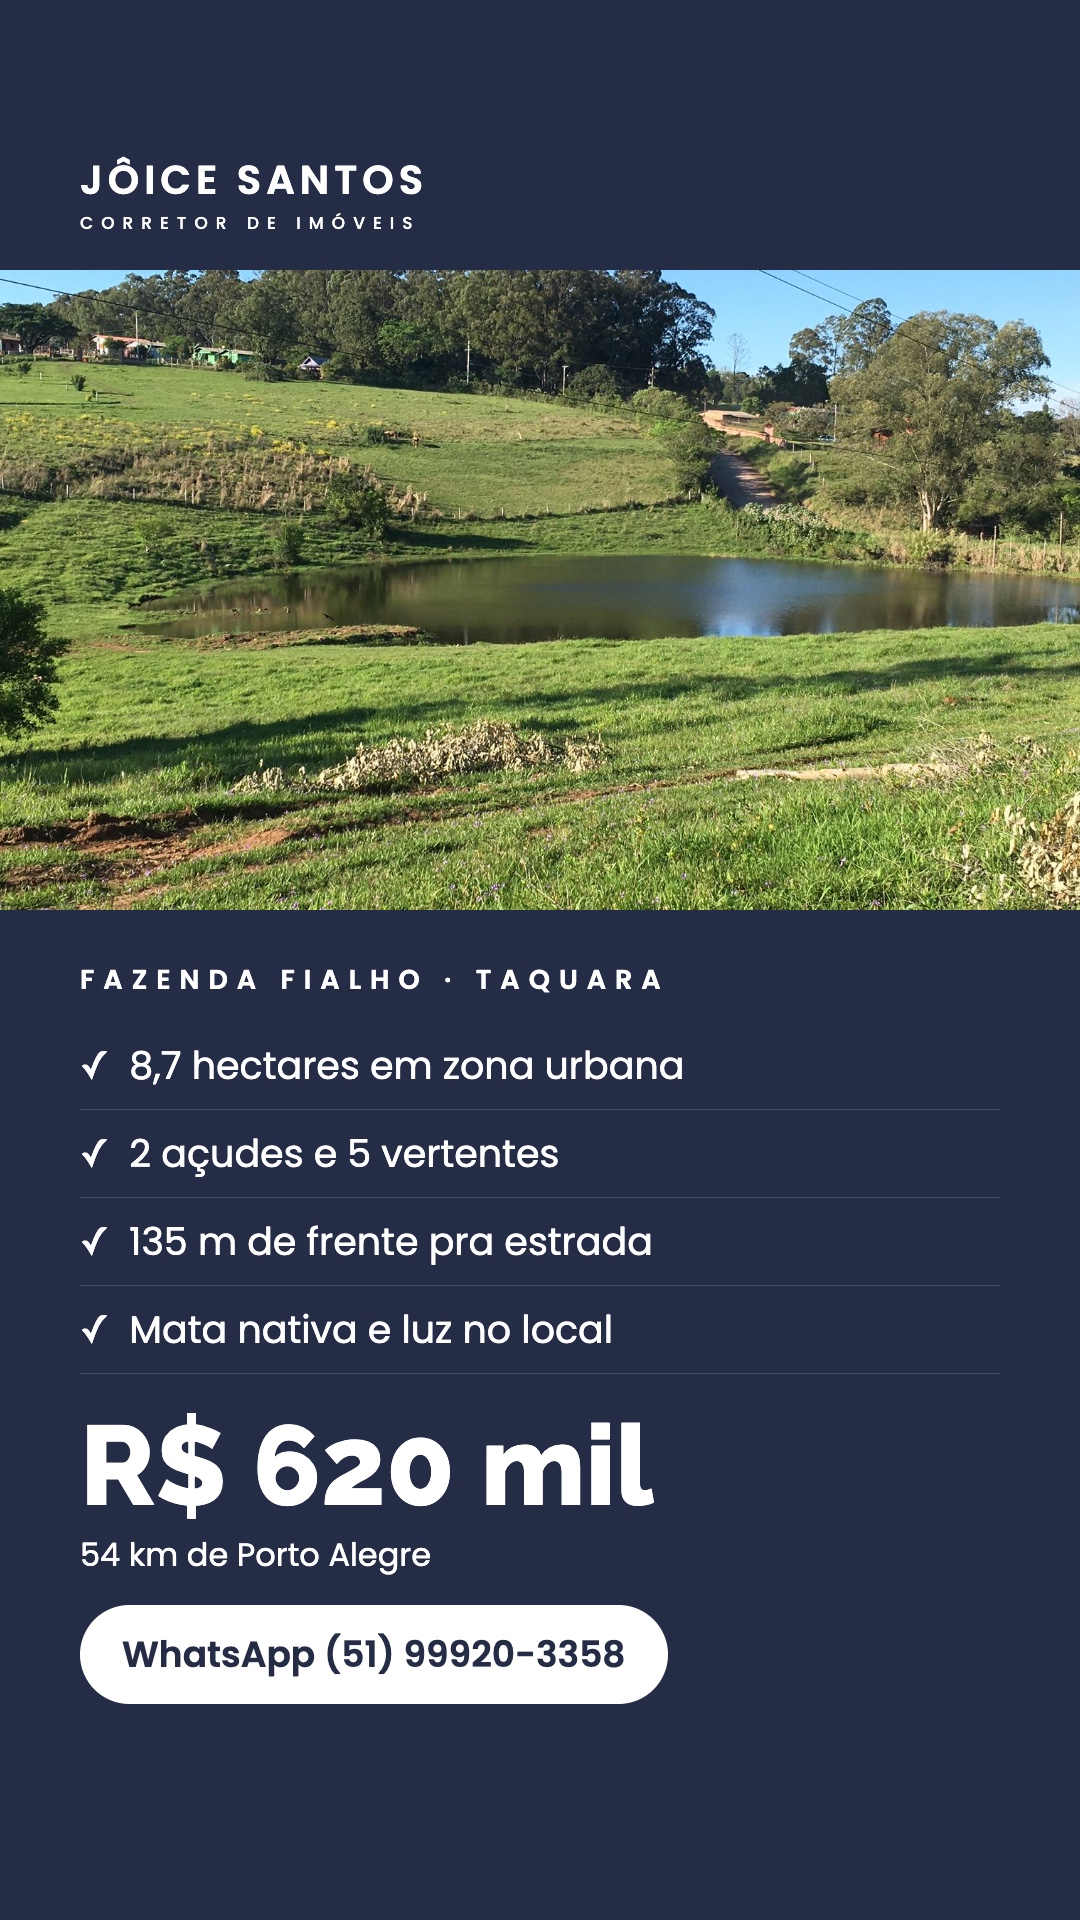 JÔICE SANTOS
CORRETOR DE IMÓVEIS
FAZENDA FIALHO · TAQUARA
✓ 8,7 hectares em zona urbana
✓ 2 açudes e 5 vertentes
✓ 135 m de frente pra estrada
✓ Mata nativa e luz no local
R$ 620 mil
54 km de Porto Alegre
WhatsApp (51) 99920-3358